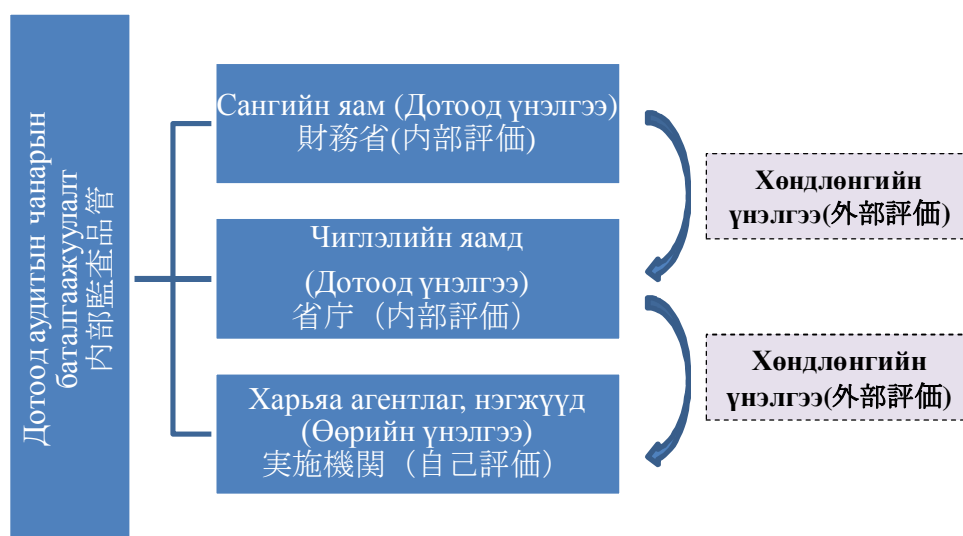 Дотоод аудитын чанарын
баталгаажуулалт
内部監査品管
Сангийн яам (Дотоод үнэлгээ)
財務省(内部評価)
Чиглэлийн яамд
(Дотоод үнэлгээ)
省庁（内部評価）
Харьяа агентлаг, нэгжүүд
(Өөрийн үнэлгээ)
実施機関（自己評価）
Хөндлөнгийн
үнэлгээ(外部評価)
Хөндлөнгийн
үнэлгээ(外部評価)